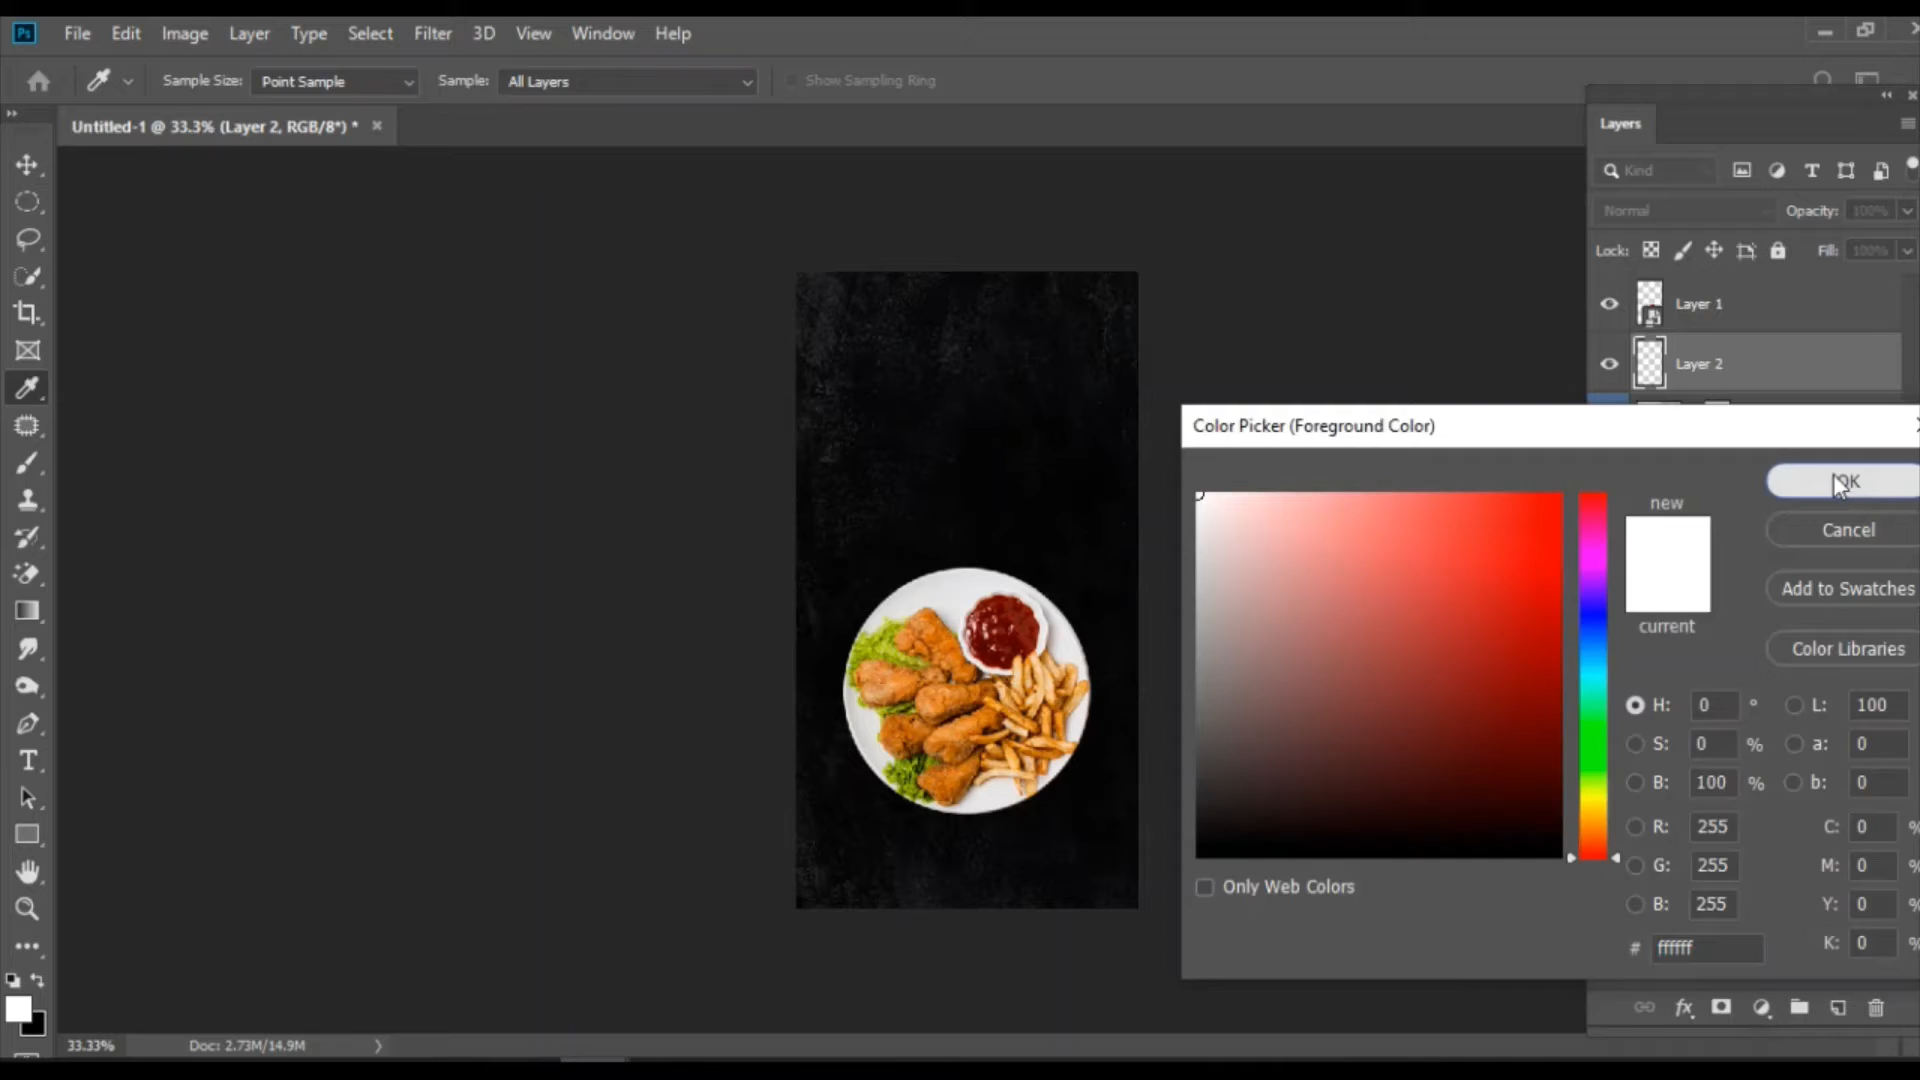 Ps File Edit Image Layer Type Select Filter 3D View Window Help
Sample Size: Point Sample Sample: All Layers Show Sampling Ring
Untitled-1 @ 33.3% (Layer 2, RGB/8*) * ×
Layers
Kind
Normal Opacity: 100%
Lock: Fill: 100%
Layer 1
Layer 2
Color Picker (Foreground Color)
OK
new
Cancel
Add to Swatches
current
Color Libraries
H: 0 ° L: 100
S: 0 % a: 0
B: 100 % b: 0
R: 255 C: 0 %
G: 255 M: 0 %
B: 255 Y: 0 %
# ffffff K: 0 %
Only Web Colors
fx
33.33% Doc: 2.73M/14.9M